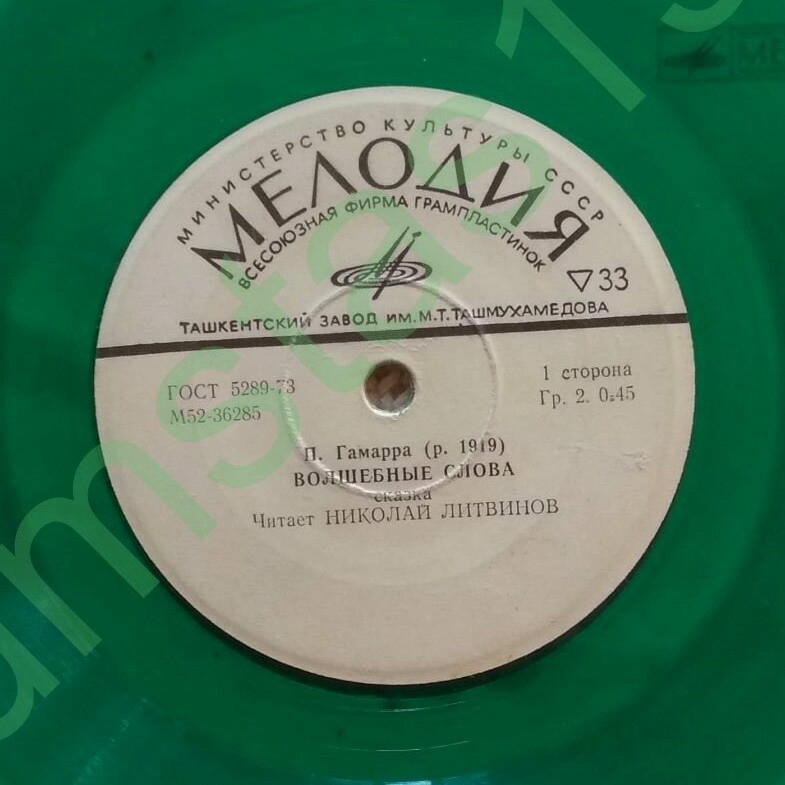 МИНИСТЕРСТВО КУЛЬТУРЫ СССР
МЕЛОДИЯ
ВСЕСОЮЗНАЯ ФИРМА ГРАМПЛАСТИНОК
▽33
ТАШКЕНТСКИЙ ЗАВОД ИМ. М.Т. ТАШМУХАМЕДОВА
ГОСТ 5289-73
М52-36285
1 сторона
Гр. 2. 0-45
П. Гамарра (р. 1919)
ВОЛШЕБНЫЕ СЛОВА
сказка
Читает НИКОЛАЙ ЛИТВИНОВ